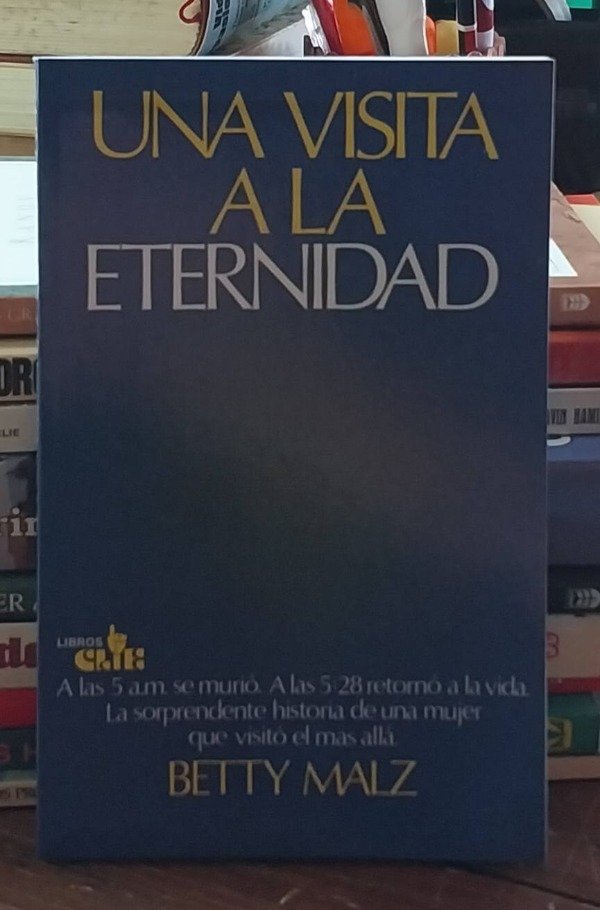 UNA VISITA
A LA
ETERNIDAD
LIBROS
CLIE
A las 5 a.m. se murió. A las 5:28 retornó a la vida.
La sorprendente historia de una mujer
que visitó el más allá.
BETTY MALZ